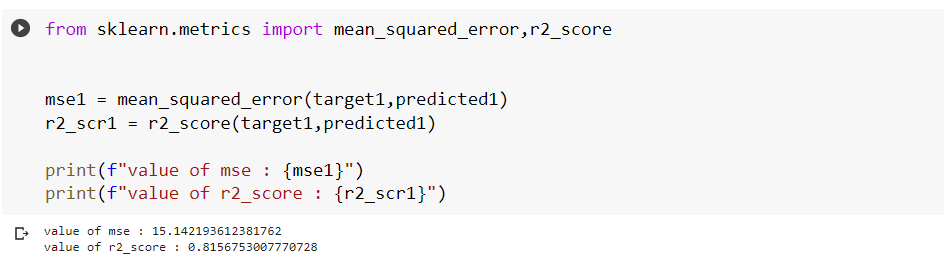 from sklearn.metrics import mean_squared_error,r2_score
mse1 = mean_squared_error(target1,predicted1)
r2_scr1 = r2_score(target1,predicted1)
print(f"value of mse : {mse1}")
print(f"value of r2_score : {r2_scr1}")
value of mse : 15.142193612381762
value of r2_score : 0.8156753007770728